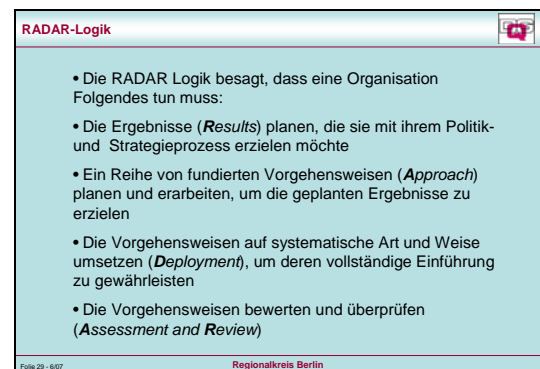 RADAR-Logik
• Die RADAR Logik besagt, dass eine Organisation
Folgendes tun muss:
• Die Ergebnisse (Results) planen, die sie mit ihrem Politik-
und Strategieprozess erzielen möchte
• Ein Reihe von fundierten Vorgehensweisen (Approach)
planen und erarbeiten, um die geplanten Ergebnisse zu
erzielen
• Die Vorgehensweisen auf systematische Art und Weise
umsetzen (Deployment), um deren vollständige Einführung
zu gewährleisten
• Die Vorgehensweisen bewerten und überprüfen
(Assessment and Review)
Folie 29 - 6/07 Regionalkreis Berlin